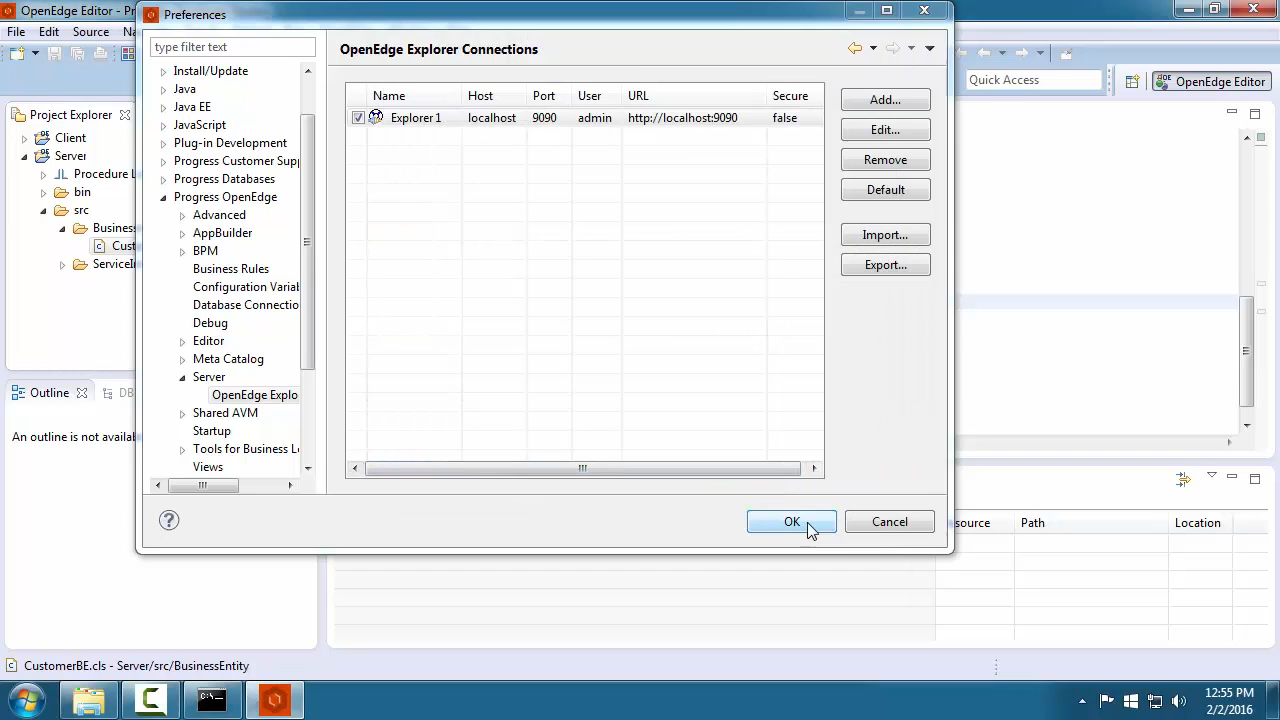 OpenEdge Editor - Pr
Preferences
File Edit Source Na
type filter text
OpenEdge Explorer Connections
Quick Access
OpenEdge Editor
Project Explorer
Client
Server
Procedure L
bin
src
Business
Cust
ServiceIn
Install/Update
Java
Java EE
JavaScript
Plug-in Development
Progress Customer Supp
Progress Databases
Progress OpenEdge
Advanced
AppBuilder
BPM
Business Rules
Configuration Variab
Database Connectio
Debug
Editor
Meta Catalog
Server
OpenEdge Explo
Shared AVM
Startup
Tools for Business Lo
Views
Name Host Port User URL Secure
Explorer1 localhost 9090 admin http://localhost:9090 false
Add...
Edit...
Remove
Default
Import...
Export...
OK
Cancel
Outline
DB
An outline is not availab
source Path Location
CustomerBE.cls - Server/src/BusinessEntity
12:55 PM
2/2/2016